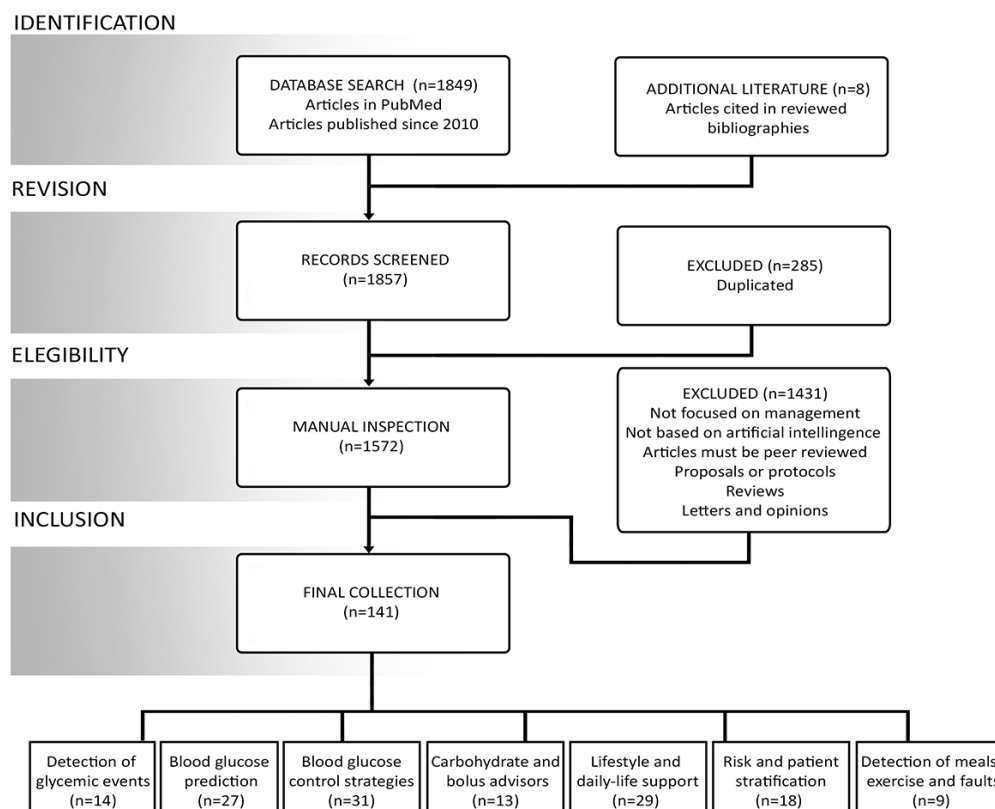 IDENTIFICATION
DATABASE SEARCH (n=1849)
Articles in PubMed
Articles published since 2010
ADDITIONAL LITERATURE (n=8)
Articles cited in reviewed
bibliographies
REVISION
RECORDS SCREENED
(n=1857)
EXCLUDED (n=285)
Duplicated
ELEGIBILITY
MANUAL INSPECTION
(n=1572)
EXCLUDED (n=1431)
Not focused on management
Not based on artificial intellingence
Articles must be peer reviewed
Proposals or protocols
Reviews
Letters and opinions
INCLUSION
FINAL COLLECTION
(n=141)
Detection of
glycemic events
(n=14)
Blood glucose
prediction
(n=27)
Blood glucose
control strategies
(n=31)
Carbohydrate and
bolus advisors
(n=13)
Lifestyle and
daily-life support
(n=29)
Risk and patient
stratification
(n=18)
Detection of meals
exercise and faults
(n=9)